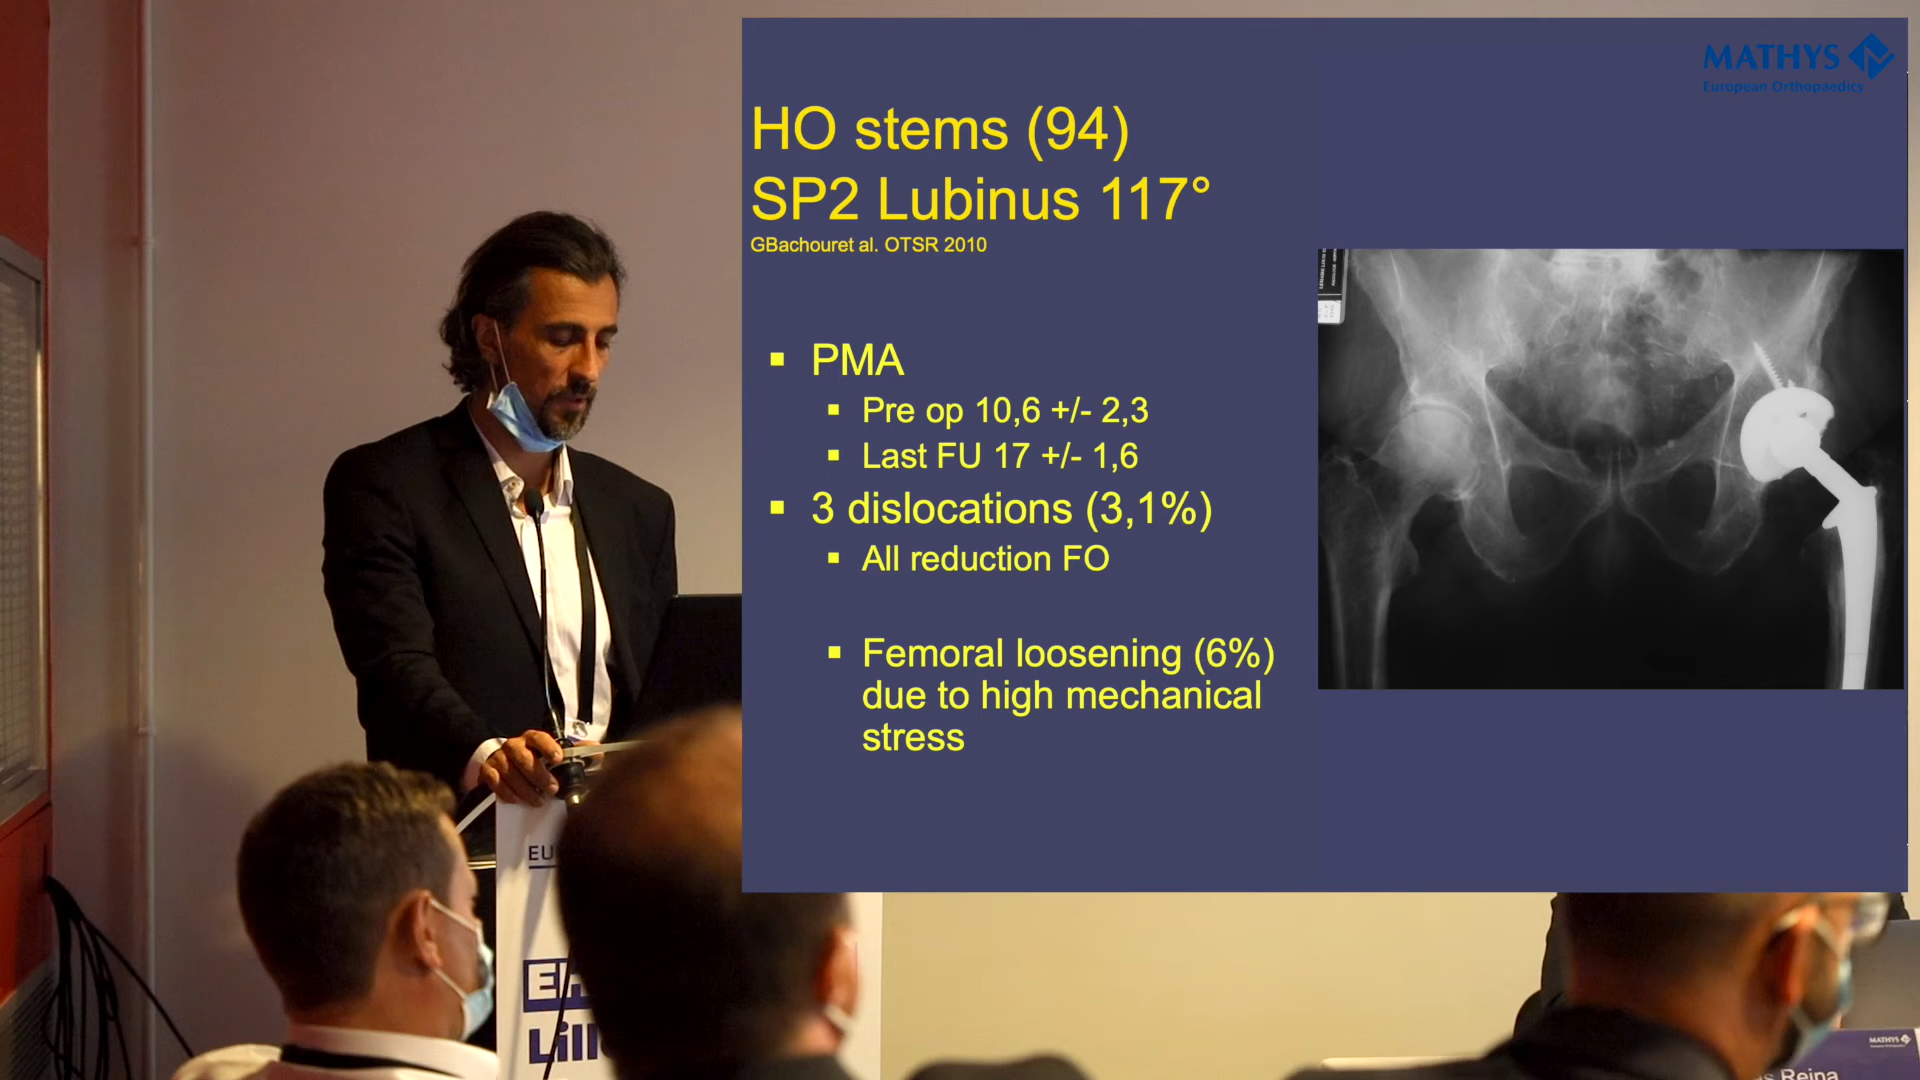 MATHYS
European Orthopaedics
HO stems (94)
SP2 Lubinus 117°
GBachouret al. OTSR 2010
▪ PMA
▪ Pre op 10,6 +/- 2,3
▪ Last FU 17 +/- 1,6
▪ 3 dislocations (3,1%)
▪ All reduction FO
▪ Femoral loosening (6%)
due to high mechanical
stress
EU
Lill
MATHYS
Reina